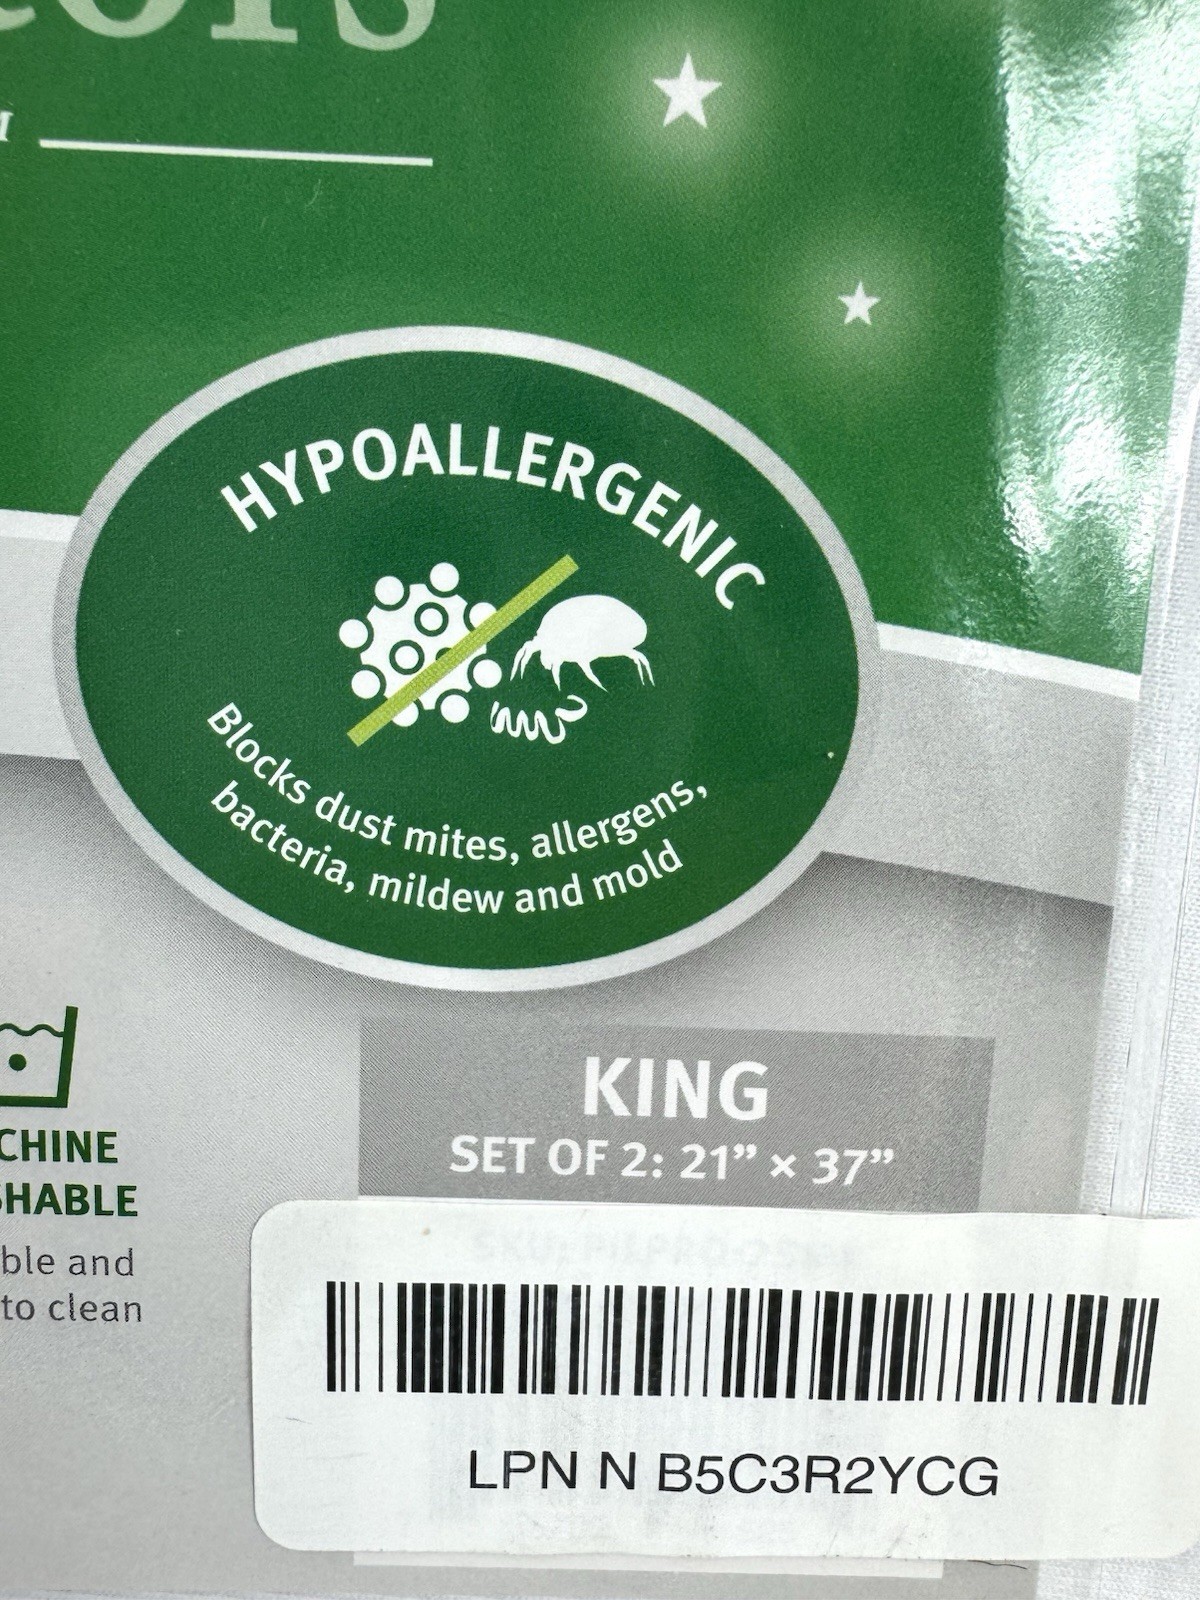 HYPOALLERGENIC
Blocks dust mites, allergens,
bacteria, mildew and mold
CHINE
SHABLE
ble and
to clean
KING
SET OF 2: 21” × 37”
LPN N B5C3R2YCG